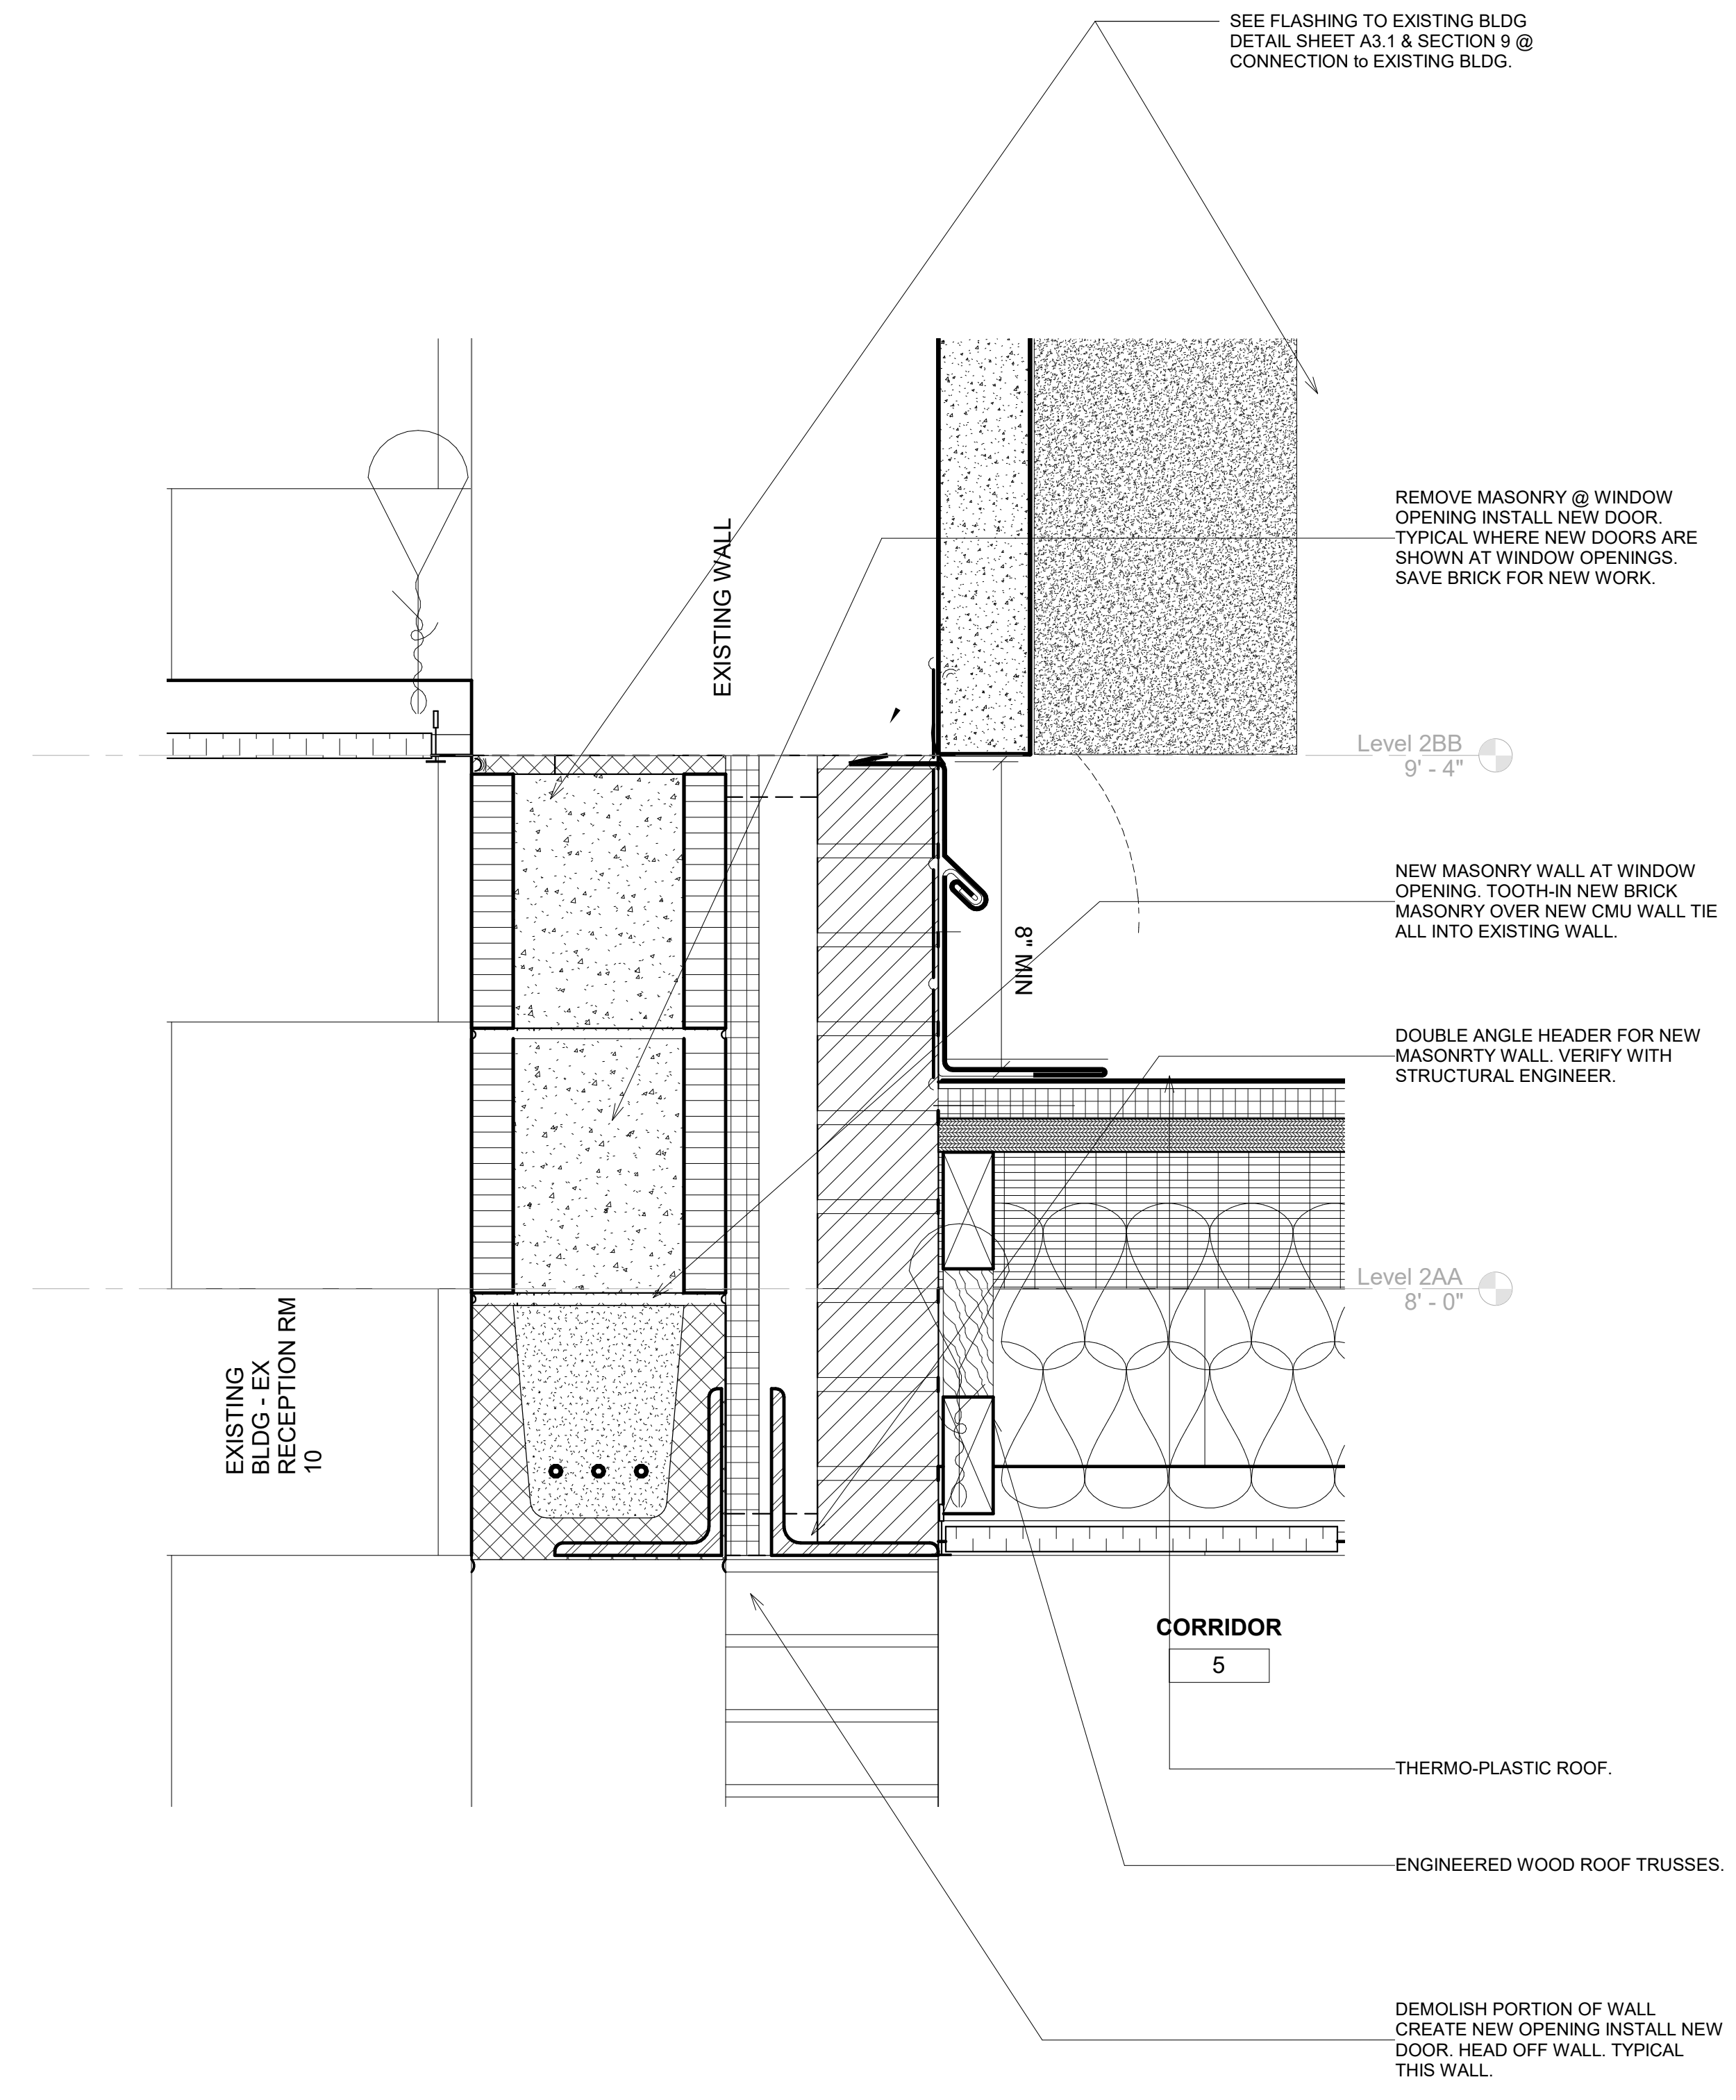 SEE FLASHING TO EXISTING BLDG
DETAIL SHEET A3.1 & SECTION 9 @
CONNECTION to EXISTING BLDG.
REMOVE MASONRY @ WINDOW
OPENING INSTALL NEW DOOR.
TYPICAL WHERE NEW DOORS ARE
SHOWN AT WINDOW OPENINGS.
SAVE BRICK FOR NEW WORK.
EXISTING WALL
Level 2BB
9' - 4"
NEW MASONRY WALL AT WINDOW
OPENING. TOOTH-IN NEW BRICK
MASONRY OVER NEW CMU WALL TIE
ALL INTO EXISTING WALL.
8" MIN
DOUBLE ANGLE HEADER FOR NEW
MASONRTY WALL. VERIFY WITH
STRUCTURAL ENGINEER.
Level 2AA
8' - 0"
EXISTING
BLDG - EX
RECEPTION RM
10
CORRIDOR
5
THERMO-PLASTIC ROOF.
ENGINEERED WOOD ROOF TRUSSES.
DEMOLISH PORTION OF WALL
CREATE NEW OPENING INSTALL NEW
DOOR. HEAD OFF WALL. TYPICAL
THIS WALL.